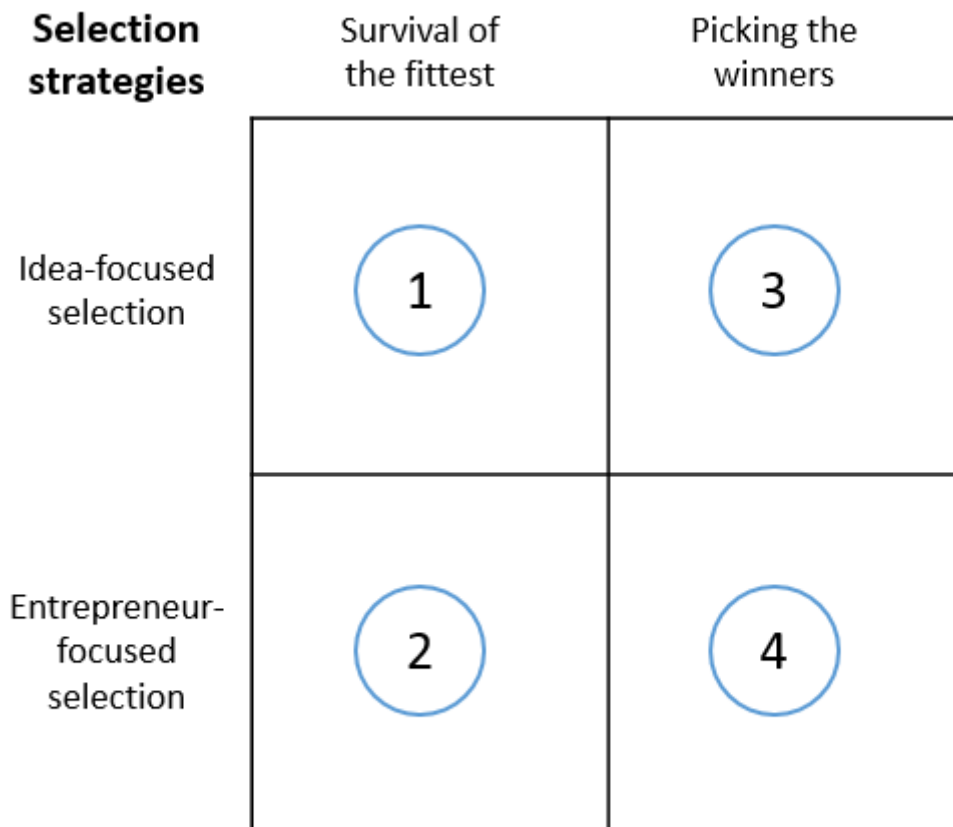 Selection
strategies
Survival of
the fittest
Picking the
winners
Idea-focused
selection
1
3
Entrepreneur-
focused
selection
2
4